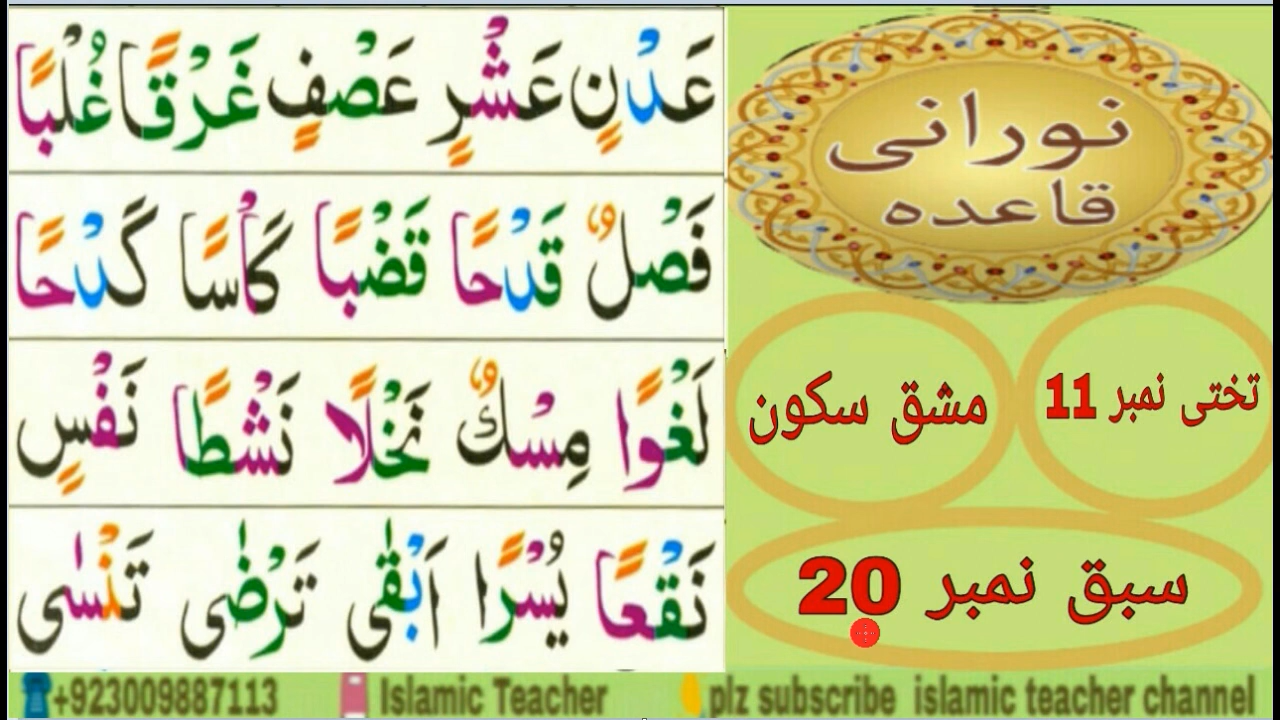 عَدْنٍ عَشْرٍ عَصْفٍ غَرْقًا غُلْبًا
فَصْلٌ قَدْحًا قَضْبًا كَأْسًا كَدْحًا
لَغْوًا مِسْكٌ نَخْلًا نَشْطًا نَفْسٍ
نَقْعًا يُسْرًا اَبْقٰى تَرْضٰى تَنْسٰى
نورانی
قاعدہ
تختی نمبر 11
مشق سکون
سبق نمبر 20
+923009887113 Islamic Teacher plz subscribe islamic teacher channel